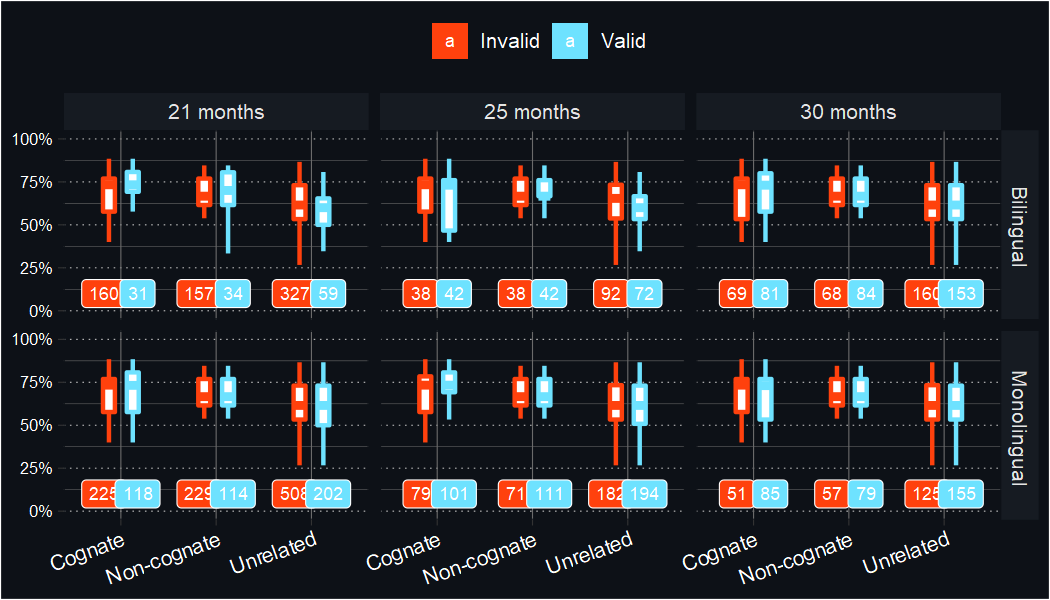 a Invalid a Valid
21 months 25 months 30 months
100%
75%
50%
25%
0%
Bilingual
160 31 157 34 327 59
38 42 38 42 92 72
69 81 68 84 160 153
100%
75%
50%
25%
0%
Monolingual
225 118 229 114 508 202
79 101 71 111 182 194
51 85 57 79 125 155
Cognate Non-cognate Unrelated
Cognate Non-cognate Unrelated
Cognate Non-cognate Unrelated